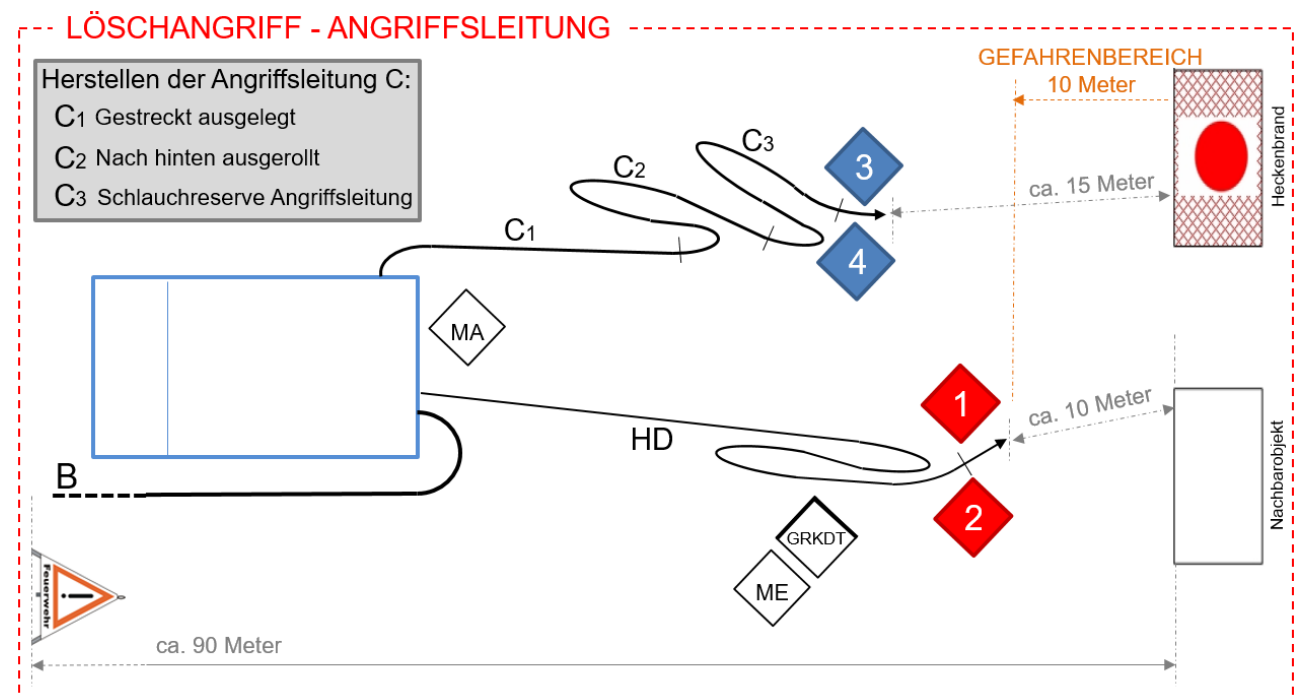 LÖSCHANGRIFF - ANGRIFFSLEITUNG
Herstellen der Angriffsleitung C:
C1 Gestreckt ausgelegt
C2 Nach hinten ausgerollt
C3 Schlauchreserve Angriffsleitung
GEFAHRENBEREICH
10 Meter
C3
C2
C1
3
4
ca. 15 Meter
Heckenbrand
MA
1
2
ca. 10 Meter
HD
B
GRKDT
ME
Nachbarobjekt
!
Feuerwehr
ca. 90 Meter